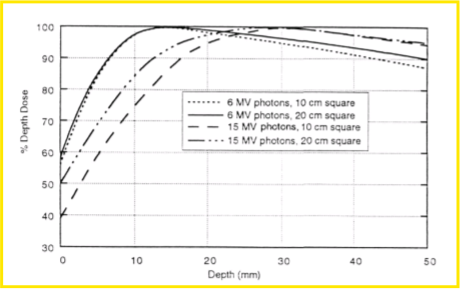 100
90
80
70
60
50
40
30
% Depth Dose
6 MV photons, 10 cm square
6 MV photons, 20 cm square
15 MV photons, 10 cm square
15 MV photons, 20 cm square
0 10 20 30 40 50
Depth (mm)